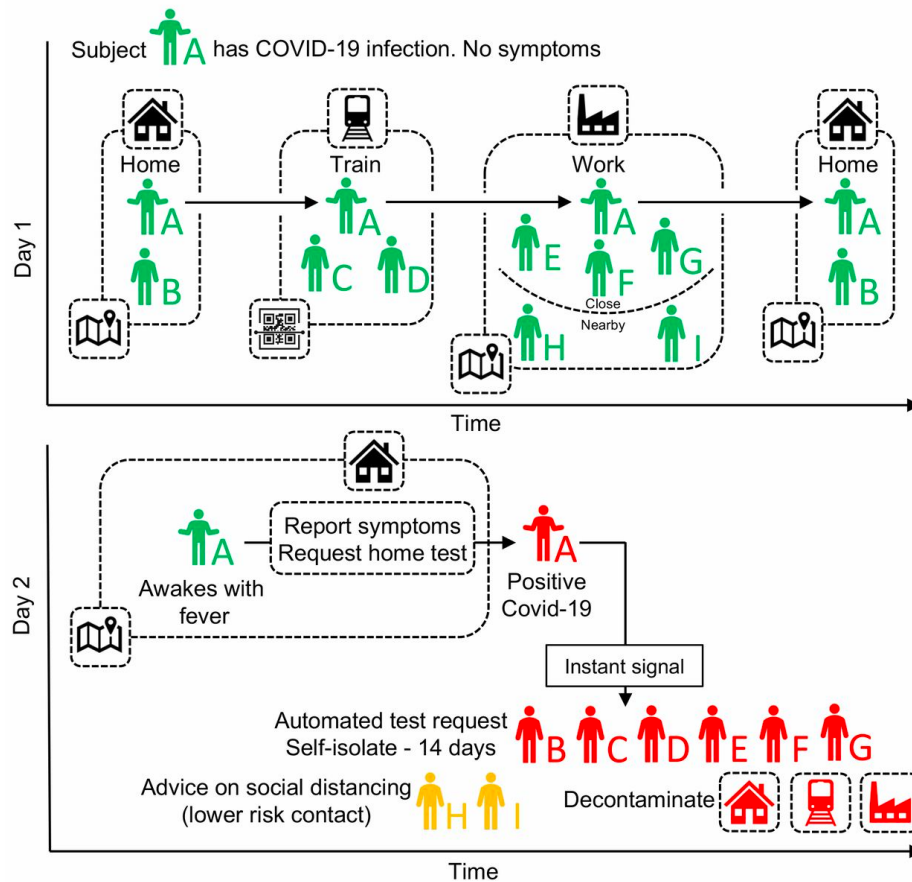 Subject A has COVID-19 infection. No symptoms
Day 1
Home
Train
Work
Home
A
A
A
A
B
C
D
E
F
G
B
Close
Nearby
H
I
Time
Day 2
A
Report symptoms
Request home test
A
Awakes with
fever
Positive
Covid-19
Instant signal
Automated test request
Self-isolate - 14 days
B C D E F G
Advice on social distancing
(lower risk contact)
H I
Decontaminate
Time